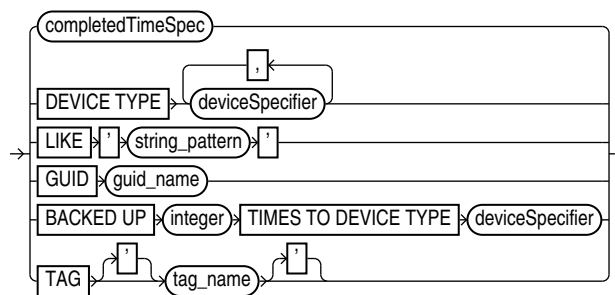 completedTimeSpec
,
DEVICE TYPE deviceSpecifier
LIKE ' string_pattern '
GUID guid_name
BACKED UP integer TIMES TO DEVICE TYPE deviceSpecifier
' '
TAG tag_name